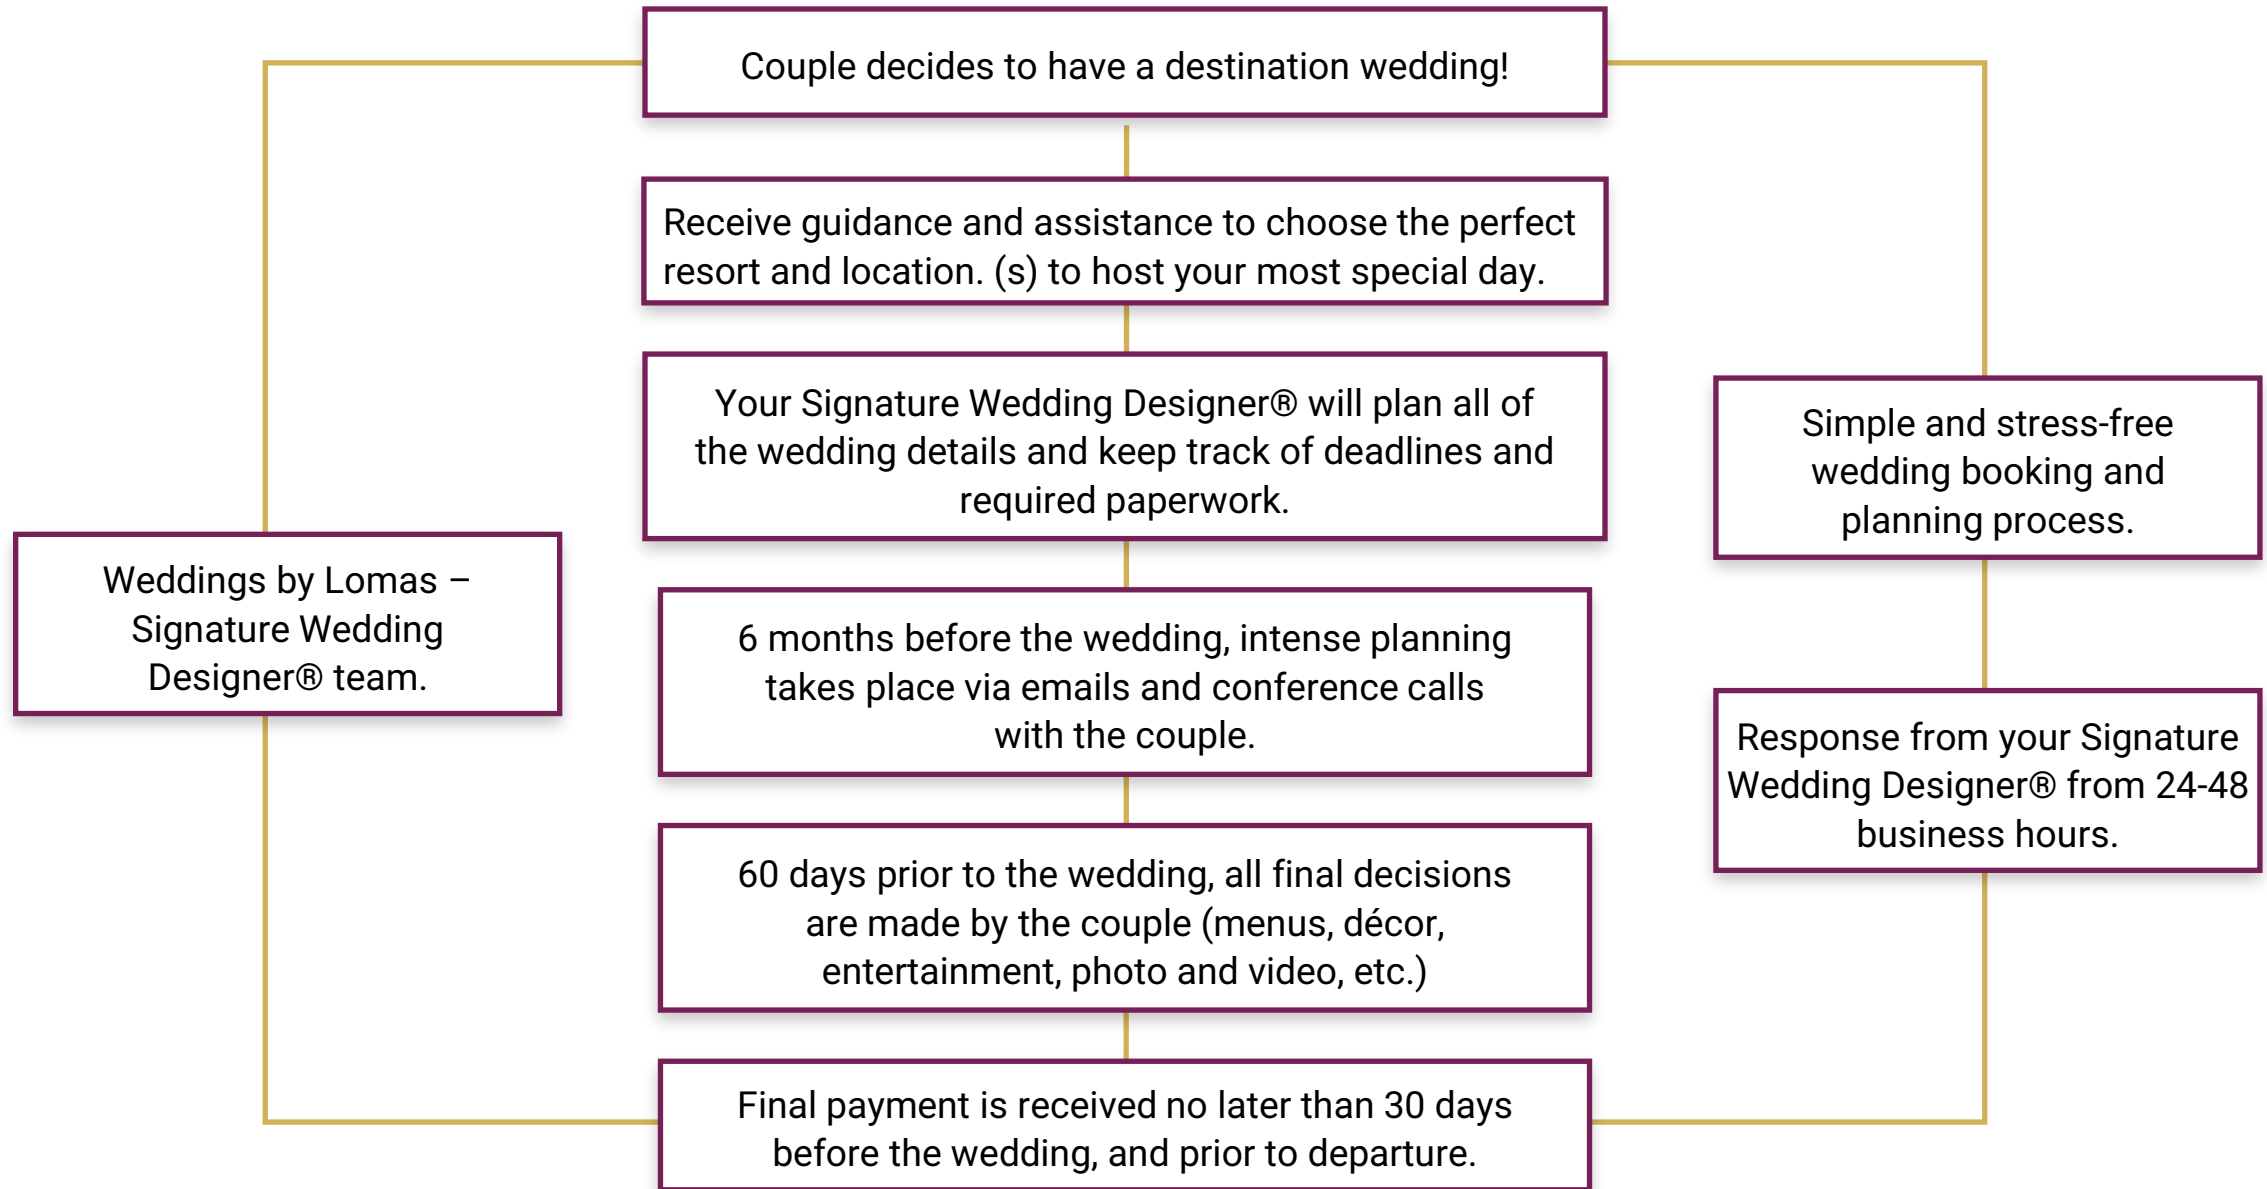 Couple decides to have a destination wedding!
Receive guidance and assistance to choose the perfect
resort and location. (s) to host your most special day.
Your Signature Wedding Designer® will plan all of
the wedding details and keep track of deadlines and
required paperwork.
6 months before the wedding, intense planning
takes place via emails and conference calls
with the couple.
60 days prior to the wedding, all final decisions
are made by the couple (menus, décor,
entertainment, photo and video, etc.)
Final payment is received no later than 30 days
before the wedding, and prior to departure.
Weddings by Lomas –
Signature Wedding
Designer® team.
Simple and stress-free
wedding booking and
planning process.
Response from your Signature
Wedding Designer® from 24-48
business hours.